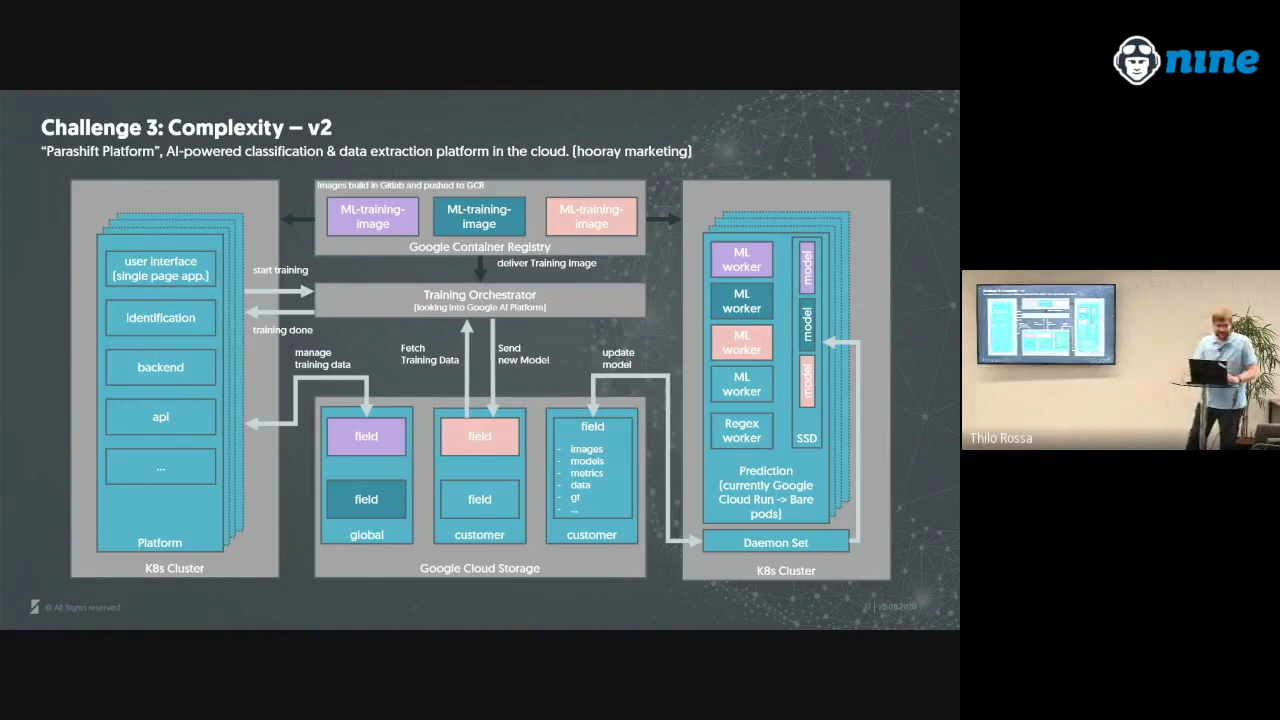 nine
Challenge 3: Complexity – v2
“Parashift Platform”, AI-powered classification & data extraction platform in the cloud. (hooray marketing)
user interface
(single page app.)
identification
backend
api
...
Platform
K8s Cluster
start training
training done
manage
training data
Images build in Gitlab and pushed to GCR
ML-training-
image
ML-training-
image
ML-training-
image
Google Container Registry
deliver Training Image
Training Orchestrator
(looking into Google AI Platform)
Fetch
Training Data
Send
new Model
update
model
field
field
global
field
field
customer
field
- images
- models
- metrics
- data
- gt
- ...
customer
Google Cloud Storage
ML
worker
ML
worker
ML
worker
ML
worker
Regex
worker
model
model
model
SSD
Prediction
(currently Google
Cloud Run -> Bare
pods)
Daemon Set
K8s Cluster
© All Rights reserved
17 | 25.08.2020
Thilo Rossa